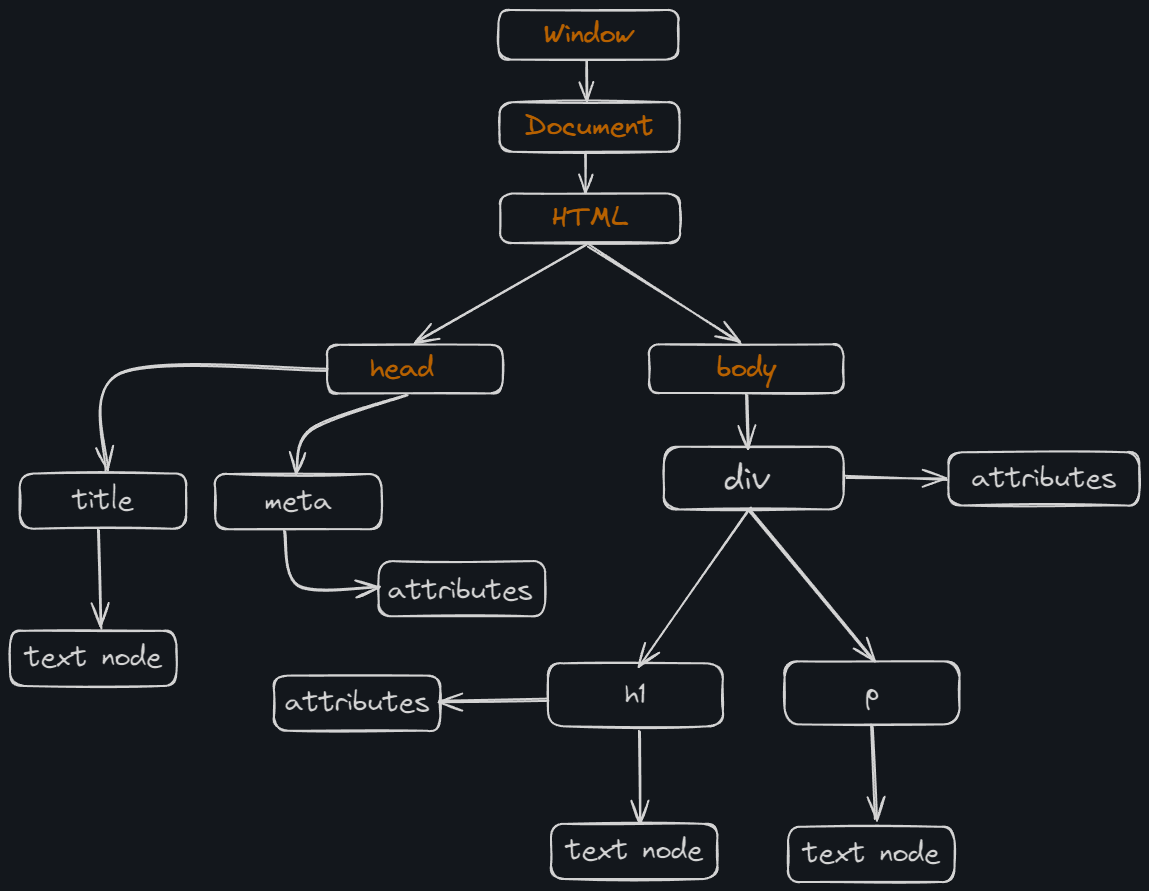 Window
Document
HTML
head
body
div
attributes
title
meta
attributes
text node
attributes
h1
p
text node
text node